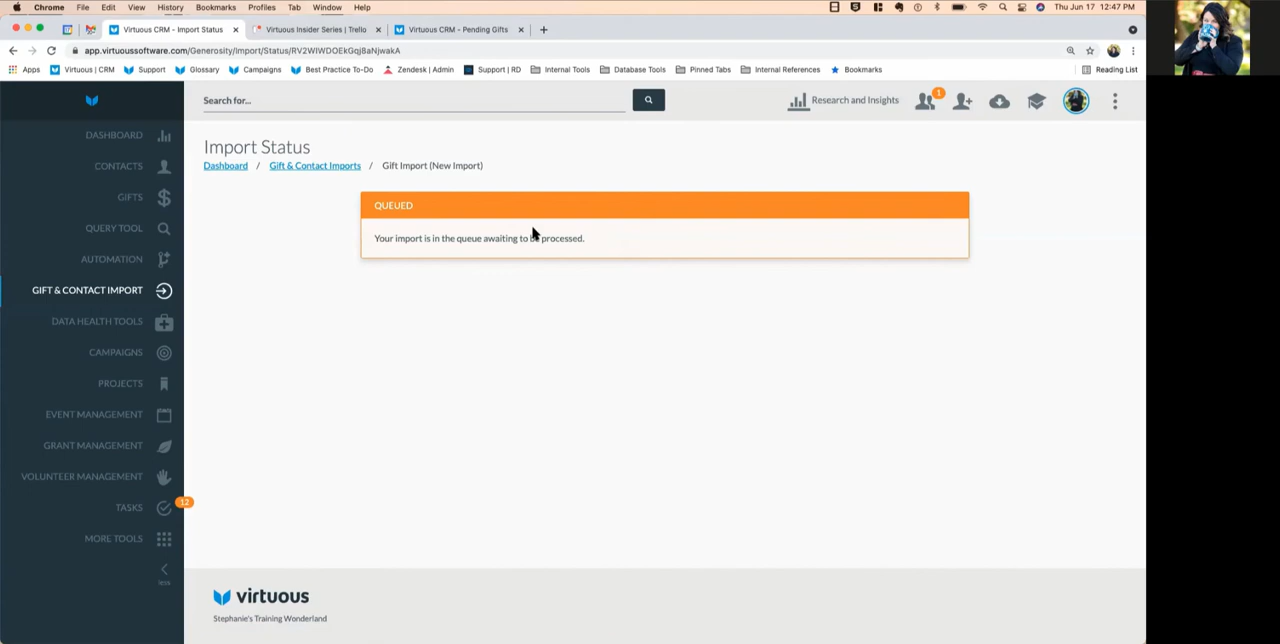 Chrome File Edit View History Bookmarks Profiles Tab Window Help Thu Jun 17 12:47 PM
Virtuous CRM - Import Status Virtuous Insider Series | Trello Virtuous CRM - Pending Gifts
app.virtuoussoftware.com/Generosity/Import/Status/RV2WIWDOEkGqj8aNjwakA
Apps Virtuous | CRM Support Glossary Campaigns Best Practice To-Do Zendesk | Admin Support | RD Internal Tools Database Tools Pinned Tabs Internal References Bookmarks Reading List
Search for... Research and Insights 1
DASHBOARD
CONTACTS
GIFTS
QUERY TOOL
AUTOMATION
GIFT & CONTACT IMPORT
DATA HEALTH TOOLS
CAMPAIGNS
PROJECTS
EVENT MANAGEMENT
GRANT MANAGEMENT
VOLUNTEER MANAGEMENT
TASKS 12
MORE TOOLS
less
Import Status
Dashboard / Gift & Contact Imports / Gift Import (New Import)
QUEUED
Your import is in the queue awaiting to be processed.
virtuous
Stephanie's Training Wonderland